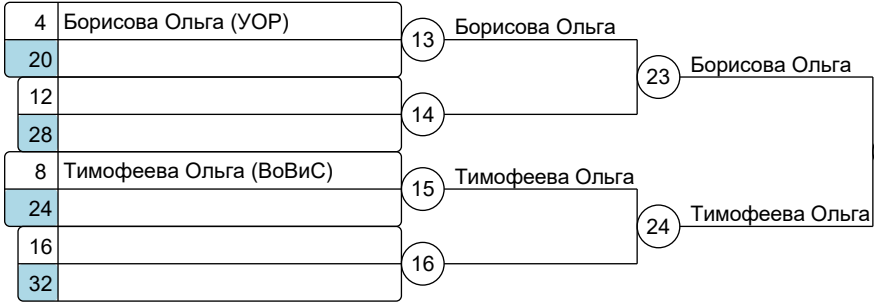 4 Борисова Ольга (УОР)
13 Борисова Ольга
20
23 Борисова Ольга
12
14
28
8 Тимофеева Ольга (ВоВиС)
15 Тимофеева Ольга
24
24 Тимофеева Ольга
16
16
32